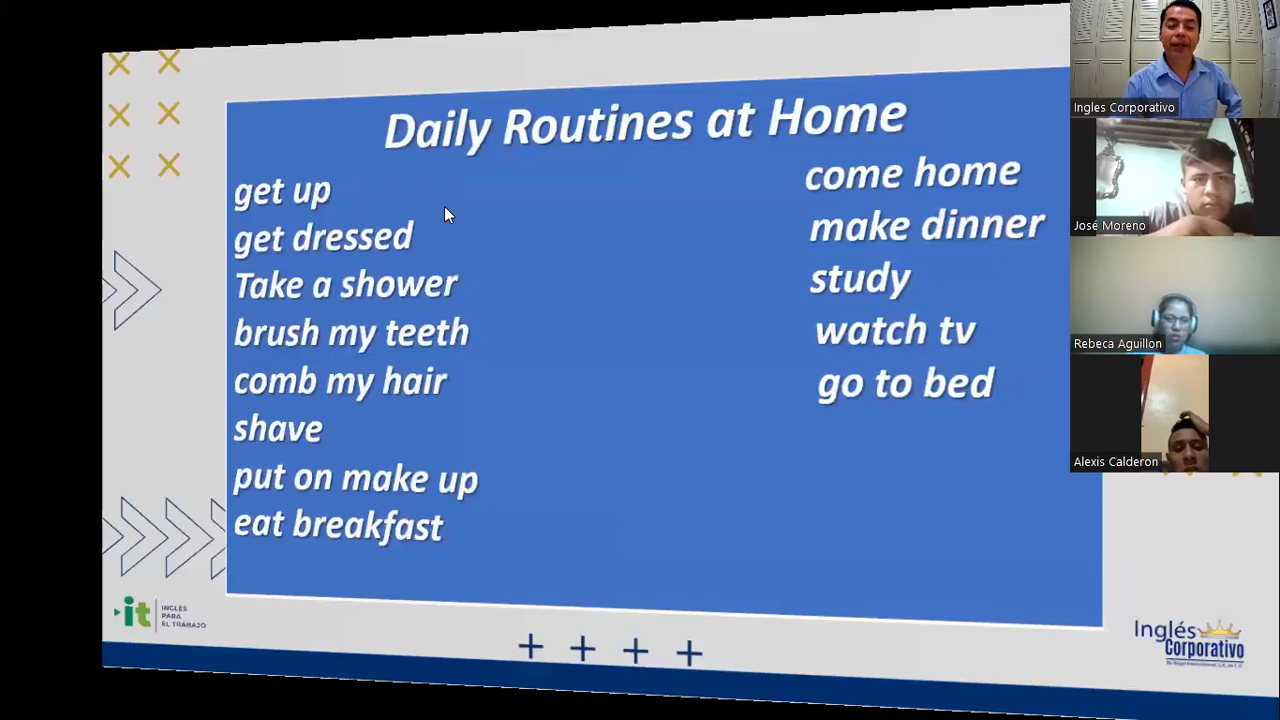 Daily Routines at Home
get up
get dressed
Take a shower
brush my teeth
comb my hair
shave
put on make up
eat breakfast
come home
make dinner
study
watch tv
go to bed
Ingles Corporativo
José Moreno
Rebeca Aguillon
Alexis Calderon
it
INGLÉS
PARA
EL TRABAJO
Inglés
Corporativo